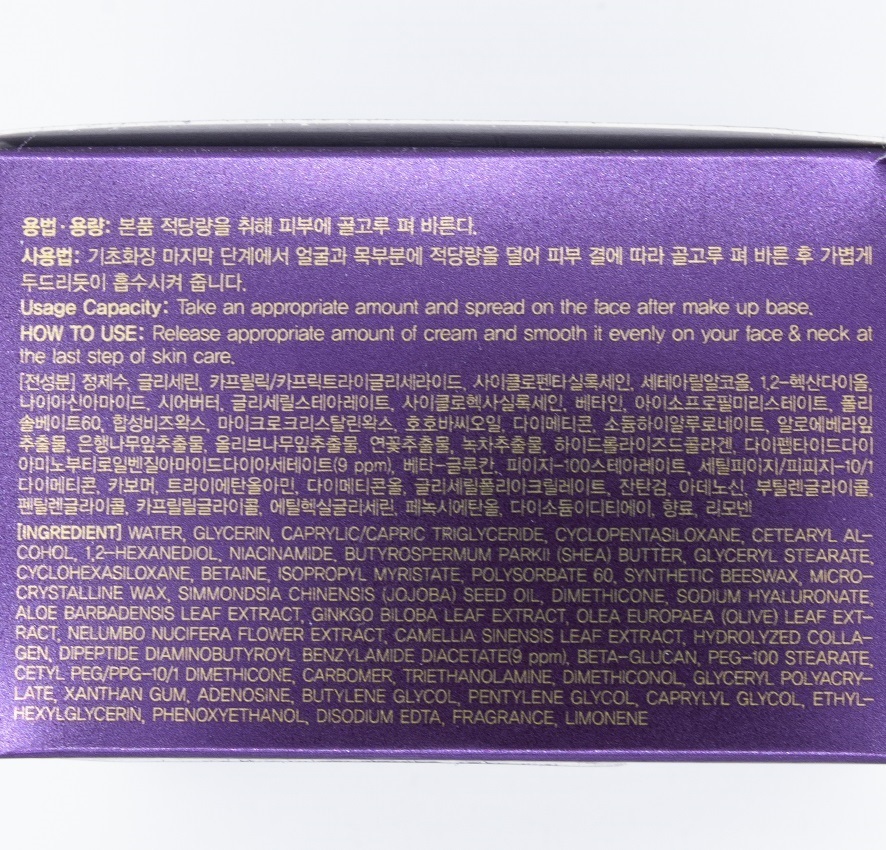 용법·용량: 본품 적당량을 취해 피부에 골고루 펴 바른다.
사용법: 기초화장 마지막 단계에서 얼굴과 목부분에 적당량을 덜어 피부 결에 따라 골고루 펴 바른 후 가볍게
두드리듯이 흡수시켜 줍니다.
Usage Capacity: Take an appropriate amount and spread on the face after make up base.
HOW TO USE: Release appropriate amount of cream and smooth it evenly on your face & neck at
the last step of skin care.
[전성분] 정제수, 글리세린, 카프릴릭/카프릭트라이글리세라이드, 사이클로펜타실록세인, 세테아릴알코올, 1,2-헥산다이올,
나이아신아마이드, 시어버터, 글리세릴스테아레이트, 사이클로헥사실록세인, 베타인, 아이소프로필미리스테이트, 폴리
솔베이트60, 합성비즈왁스, 마이크로크리스탈린왁스, 호호바씨오일, 다이메티콘, 소듐하이알루로네이트, 알로에베라잎
추출물, 은행나무잎추출물, 올리브나무잎추출물, 연꽃추출물, 녹차추출물, 하이드롤라이즈드콜라겐, 다이펩타이드다이
아미노부티로일벤질아마이드다이아세테이트(9 ppm), 베타-글루칸, 피이지-100스테아레이트, 세틸피이지/피피지-10/1
다이메티콘, 카보머, 트라이에탄올아민, 다이메티콘올, 글리세릴폴리아크릴레이트, 잔탄검, 아데노신, 부틸렌글라이콜,
펜틸렌글라이콜, 카프릴릴글라이콜, 에틸헥실글리세린, 페녹시에탄올, 다이소듐이디티에이, 향료, 리모넨
[INGREDIENT] WATER, GLYCERIN, CAPRYLIC/CAPRIC TRIGLYCERIDE, CYCLOPENTASILOXANE, CETEARYL AL-
COHOL, 1,2-HEXANEDIOL, NIACINAMIDE, BUTYROSPERMUM PARKII (SHEA) BUTTER, GLYCERYL STEARATE,
CYCLOHEXASILOXANE, BETAINE, ISOPROPYL MYRISTATE, POLYSORBATE 60, SYNTHETIC BEESWAX, MICRO-
CRYSTALLINE WAX, SIMMONDSIA CHINENSIS (JOJOBA) SEED OIL, DIMETHICONE, SODIUM HYALURONATE,
ALOE BARBADENSIS LEAF EXTRACT, GINKGO BILOBA LEAF EXTRACT, OLEA EUROPAEA (OLIVE) LEAF EXT-
RACT, NELUMBO NUCIFERA FLOWER EXTRACT, CAMELLIA SINENSIS LEAF EXTRACT, HYDROLYZED COLLA-
GEN, DIPEPTIDE DIAMINOBUTYROYL BENZYLAMIDE DIACETATE(9 ppm), BETA-GLUCAN, PEG-100 STEARATE,
CETYL PEG/PPG-10/1 DIMETHICONE, CARBOMER, TRIETHANOLAMINE, DIMETHICONOL, GLYCERYL POLYACRY-
LATE, XANTHAN GUM, ADENOSINE, BUTYLENE GLYCOL, PENTYLENE GLYCOL, CAPRYLYL GLYCOL, ETHYL-
HEXYLGLYCERIN, PHENOXYETHANOL, DISODIUM EDTA, FRAGRANCE, LIMONENE